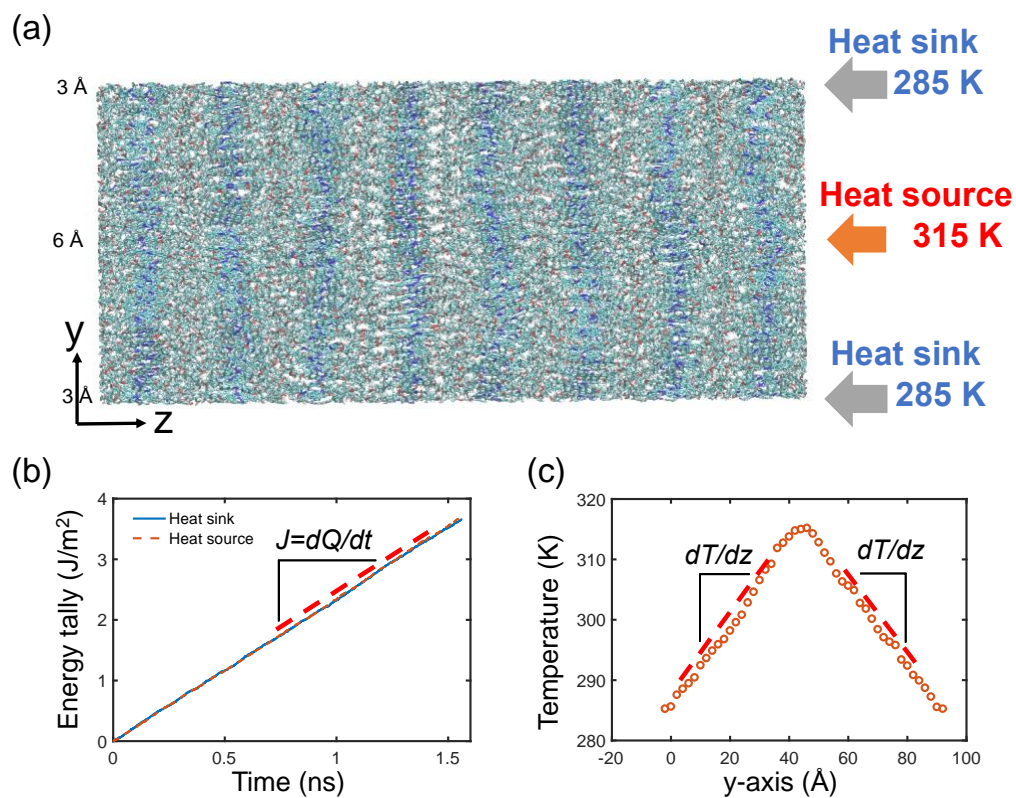 (a)
Heat sink
285 K
3 Å
Heat source
315 K
6 Å
Heat sink
285 K
y
3 Å
z
(b)
4
3
2
1
0
Energy tally (J/m²)
Heat sink
Heat source
J=dQ/dt
0
0.5
1
1.5
Time (ns)
(c)
320
310
300
290
280
Temperature (K)
dT/dz
dT/dz
-20
0
20
40
60
80
100
y-axis (Å)